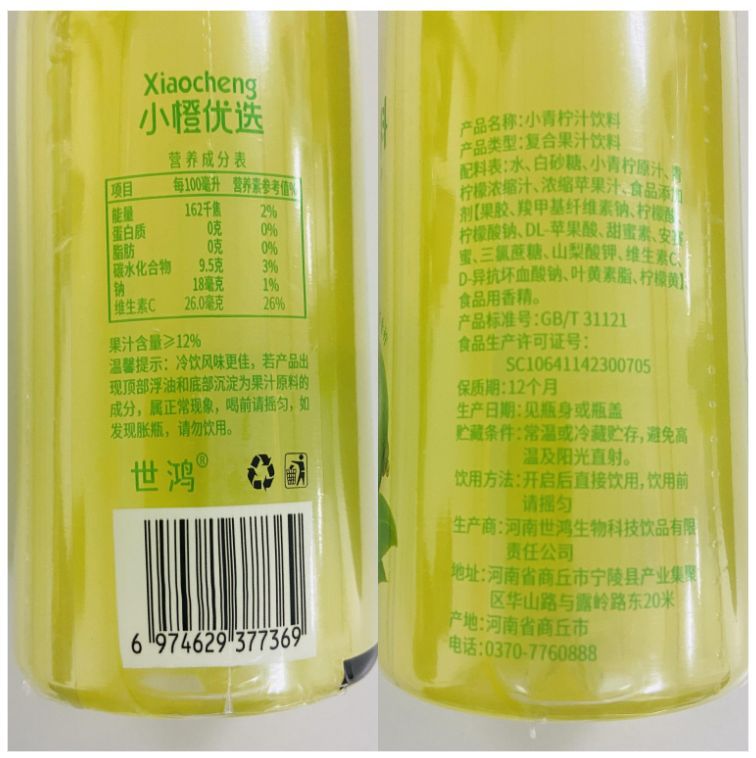 Xiaocheng
小橙优选
营养成分表
项目 每100毫升 营养素参考值%
能量 162千焦 2%
蛋白质 0克 0%
脂肪 0克 0%
碳水化合物 9.5克 3%
钠 18毫克 1%
维生素C 26.0毫克 26%
果汁含量≥12%
温馨提示：冷饮风味更佳，若产品出
现顶部浮油和底部沉淀为果汁原料的
成分，属正常现象，喝前请摇匀，如
发现胀瓶，请勿饮用。
世鸿®
6 974629 377369
产品名称：小青柠汁饮料
产品类型：复合果汁饮料
配料表：水、白砂糖、小青柠原汁、青
柠檬浓缩汁、浓缩苹果汁、食品添加
剂【果胶、羧甲基纤维素钠、柠檬酸、
柠檬酸钠、DL-苹果酸、甜蜜素、安赛
蜜、三氯蔗糖、山梨酸钾、维生素C、
D-异抗坏血酸钠、叶黄素脂、柠檬黄】、
食品用香精。
产品标准号：GB/T 31121
食品生产许可证号：
SC10641142300705
保质期：12个月
生产日期：见瓶身或瓶盖
贮藏条件：常温或冷藏贮存，避免高
温及阳光直射。
饮用方法：开启后直接饮用，饮用前
请摇匀
生产商：河南世鸿生物科技饮品有限
责任公司
地址：河南省商丘市宁陵县产业集聚
区华山路与露岭路东20米
产地：河南省商丘市
电话：0370-7760888